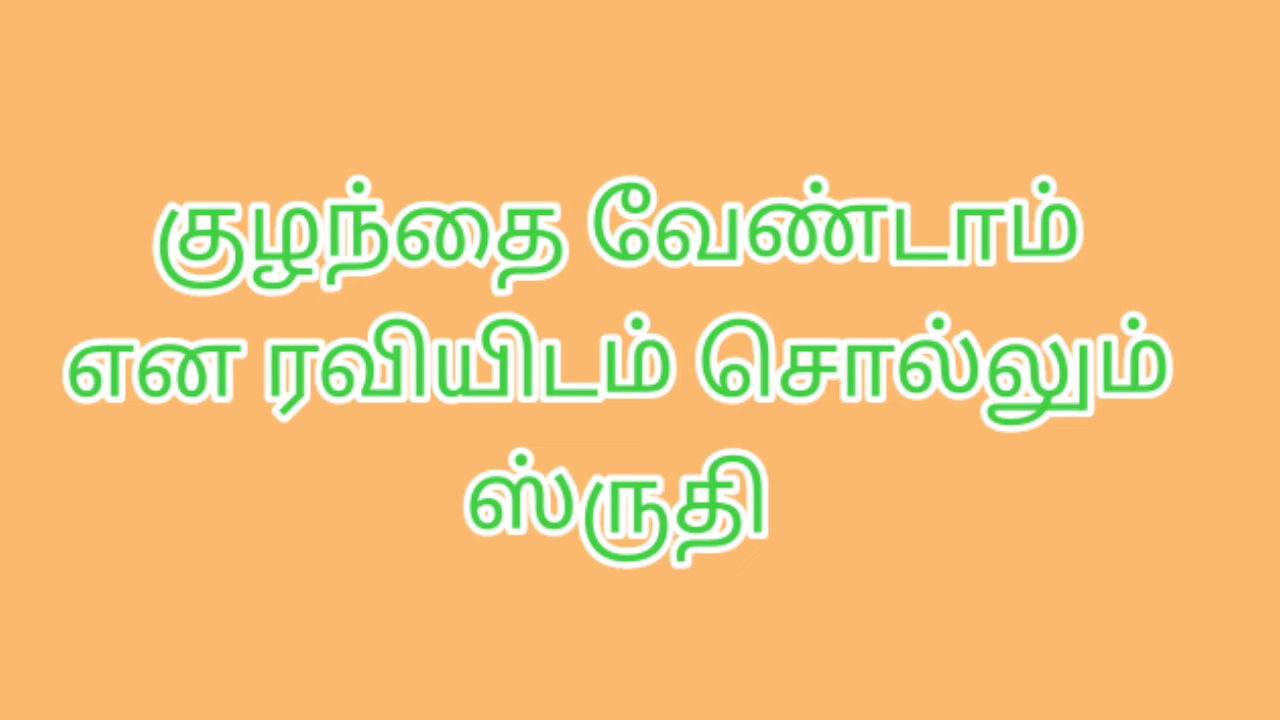 குழந்தை வேண்டாம்
என ரவியிடம் சொல்லும்
ஸ்ருதி